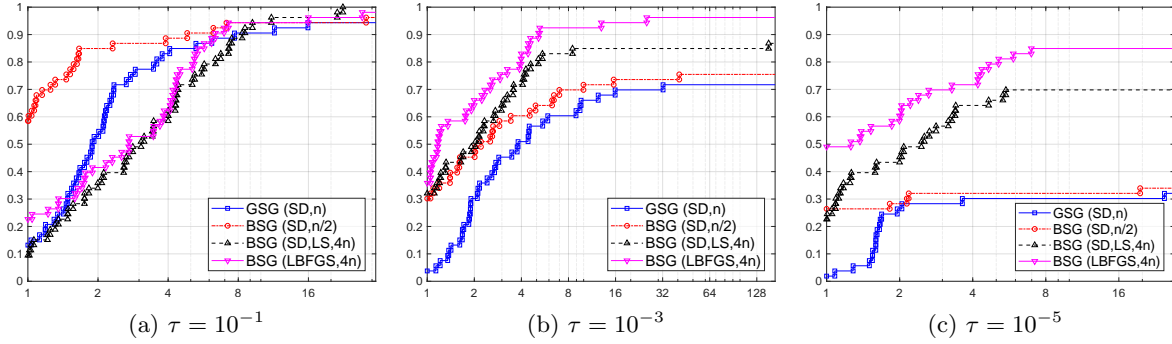 1
0.9
0.8
0.7
0.6
0.5
0.4
0.3
0.2
0.1
0
1 2 4 8 16
GSG (SD,n)
BSG (SD,n/2)
BSG (SD,LS,4n)
BSG (LBFGS,4n)
(a) τ = 10⁻¹
1
0.9
0.8
0.7
0.6
0.5
0.4
0.3
0.2
0.1
0
1 2 4 8 16 32 64 128
GSG (SD,n)
BSG (SD,n/2)
BSG (SD,LS,4n)
BSG (LBFGS,4n)
(b) τ = 10⁻³
1
0.9
0.8
0.7
0.6
0.5
0.4
0.3
0.2
0.1
0
1 2 4 8 16
GSG (SD,n)
BSG (SD,n/2)
BSG (SD,LS,4n)
BSG (LBFGS,4n)
(c) τ = 10⁻⁵